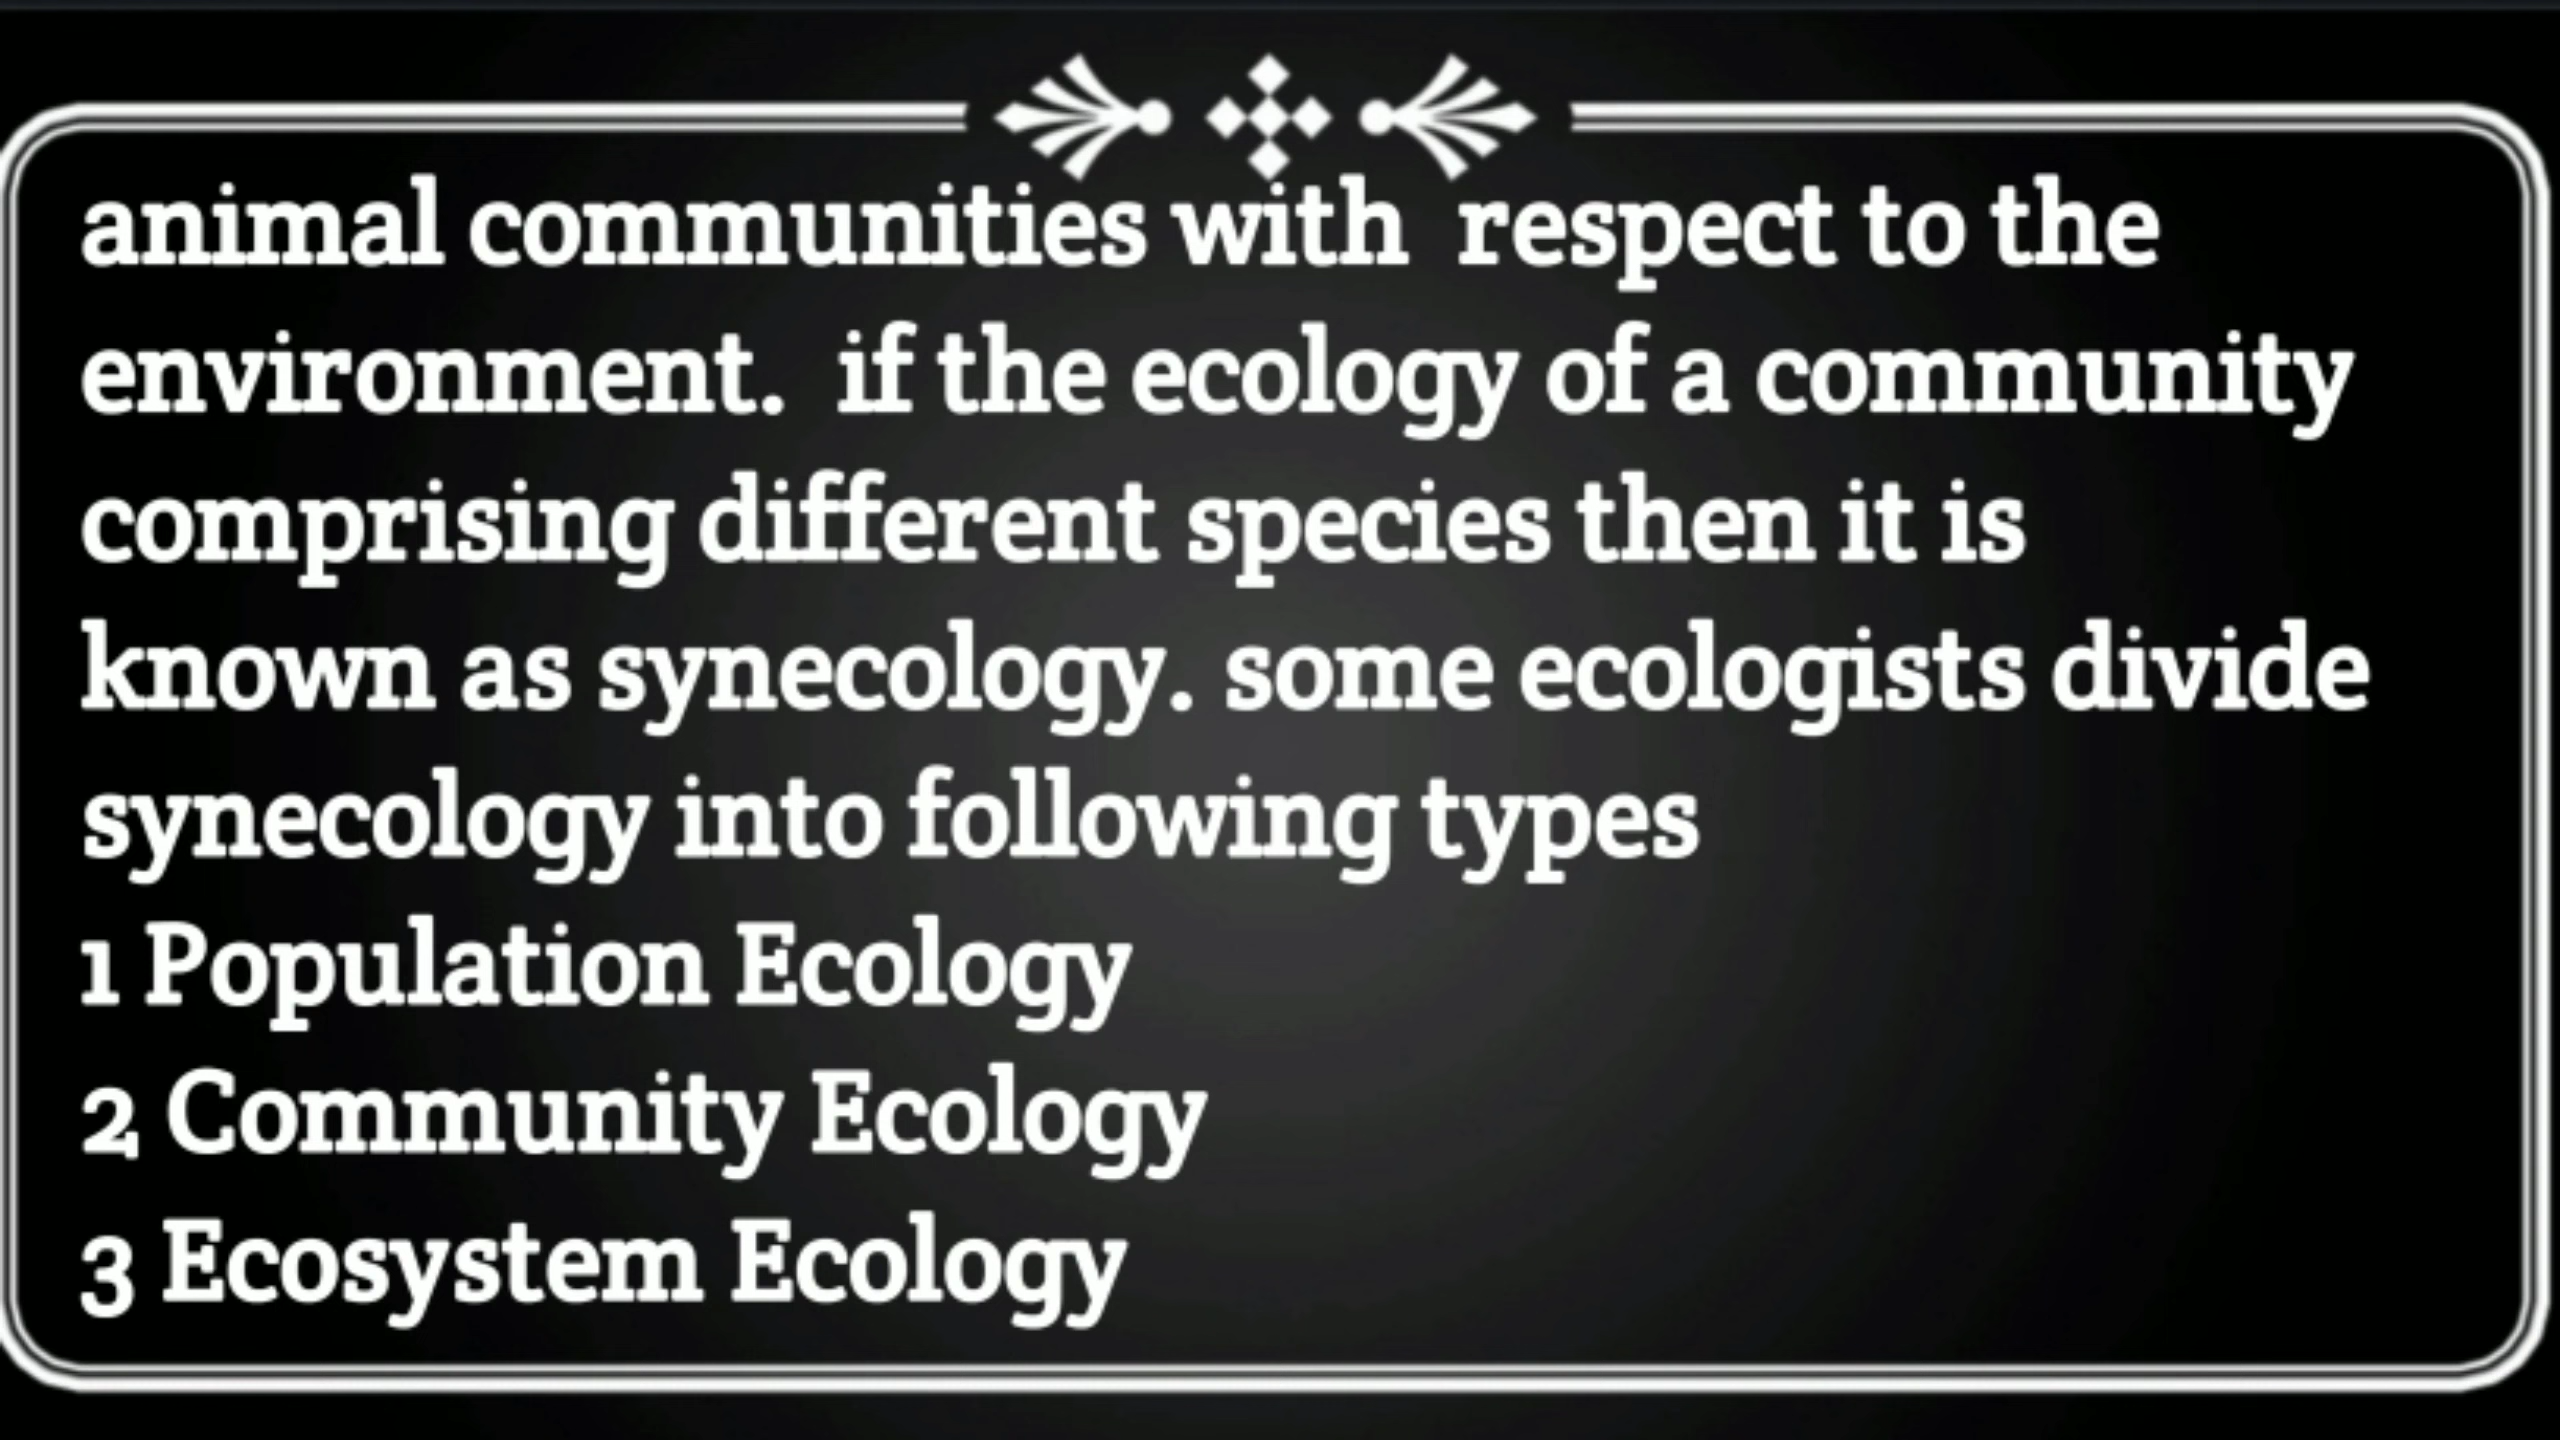 animal communities with  respect to the
environment.  if the ecology of a community
comprising different species then it is
known as synecology. some ecologists divide
synecology into following types
1 Population Ecology
2 Community Ecology
3 Ecosystem Ecology